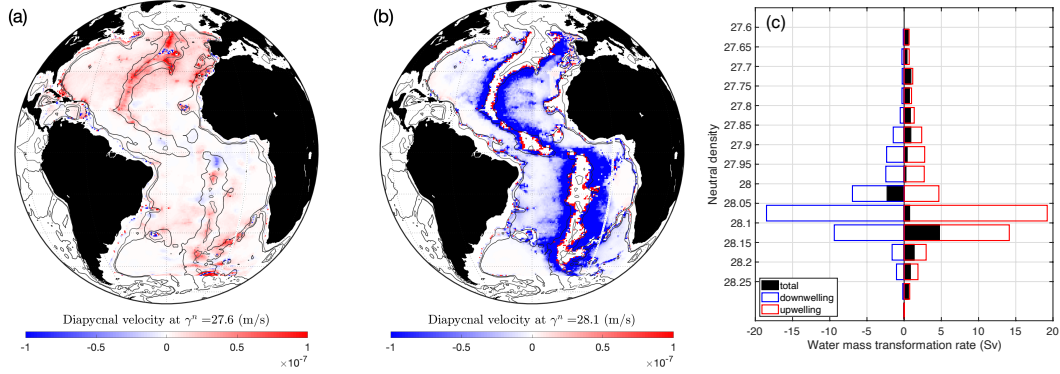 (a)
Diapycnal velocity at γⁿ =27.6 (m/s)
-1 -0.5 0 0.5 1
×10⁻⁷
(b)
Diapycnal velocity at γⁿ =28.1 (m/s)
-1 -0.5 0 0.5 1
×10⁻⁷
(c)
Neutral density
27.6
27.65
27.7
27.75
27.8
27.85
27.9
27.95
28
28.05
28.1
28.15
28.2
28.25
total
downwelling
upwelling
-20 -15 -10 -5 0 5 10 15 20
Water mass transformation rate (Sv)